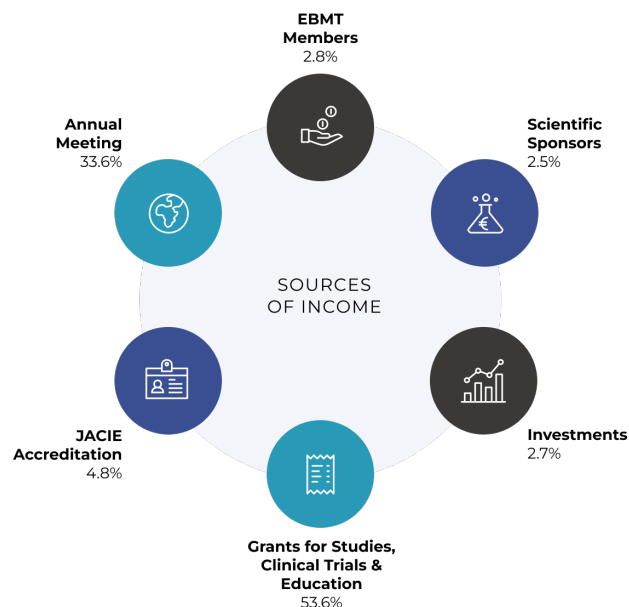 EBMT
Members
2.8%
Annual
Meeting
33.6%
Scientific
Sponsors
2.5%
€
SOURCES
OF INCOME
JACIE
Accreditation
4.8%
Investments
2.7%
Grants for Studies,
Clinical Trials &
Education
53.6%